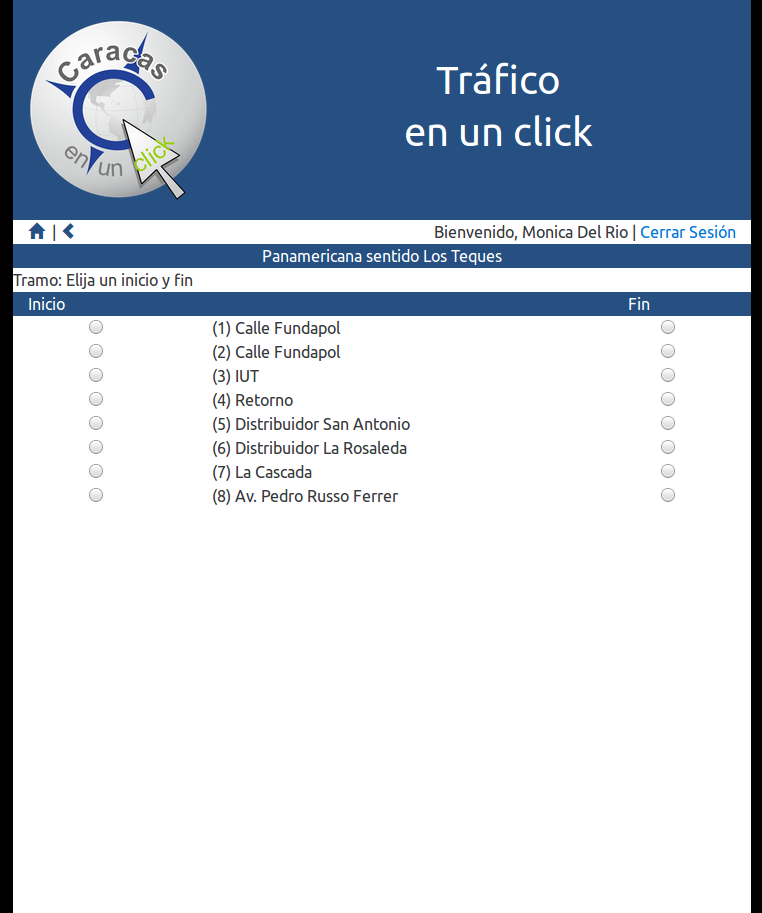 Caracas
en un click
Tráfico
en un click
| Bienvenido, Monica Del Rio | Cerrar Sesión
Panamericana sentido Los Teques
Tramo: Elija un inicio y fin
Inicio Fin
(1) Calle Fundapol
(2) Calle Fundapol
(3) IUT
(4) Retorno
(5) Distribuidor San Antonio
(6) Distribuidor La Rosaleda
(7) La Cascada
(8) Av. Pedro Russo Ferrer